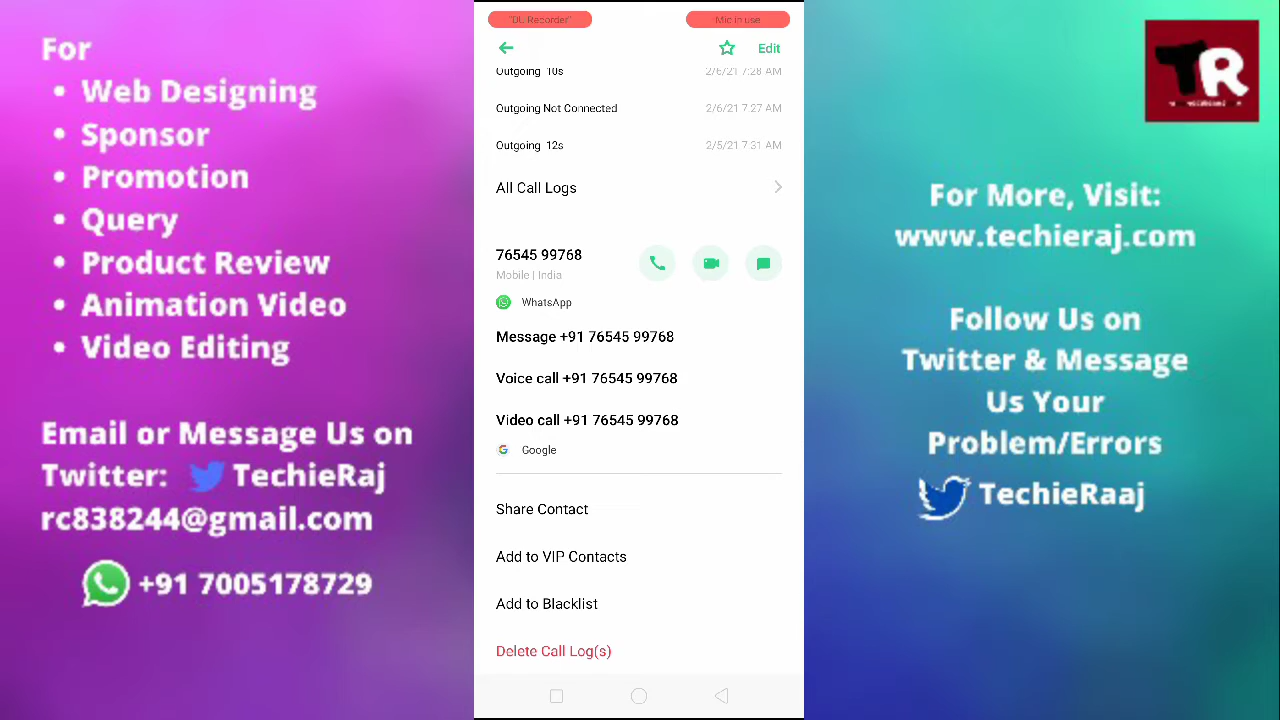 For
• Web Designing
• Sponsor
• Promotion
• Query
• Product Review
• Animation Video
• Video Editing
Email or Message Us on
Twitter: TechieRaj
rc838244@gmail.com
+91 7005178729
"DU Recorder"
Mic in use
Edit
Outgoing 10s
2/6/21 7:28 AM
Outgoing Not Connected
2/6/21 7:27 AM
Outgoing 12s
2/5/21 7:31 AM
All Call Logs
76545 99768
Mobile | India
WhatsApp
Message +91 76545 99768
Voice call +91 76545 99768
Video call +91 76545 99768
Google
Share Contact
Add to VIP Contacts
Add to Blacklist
Delete Call Log(s)
TR
For More, Visit:
www.techieraj.com
Follow Us on
Twitter & Message
Us Your
Problem/Errors
TechieRaaj